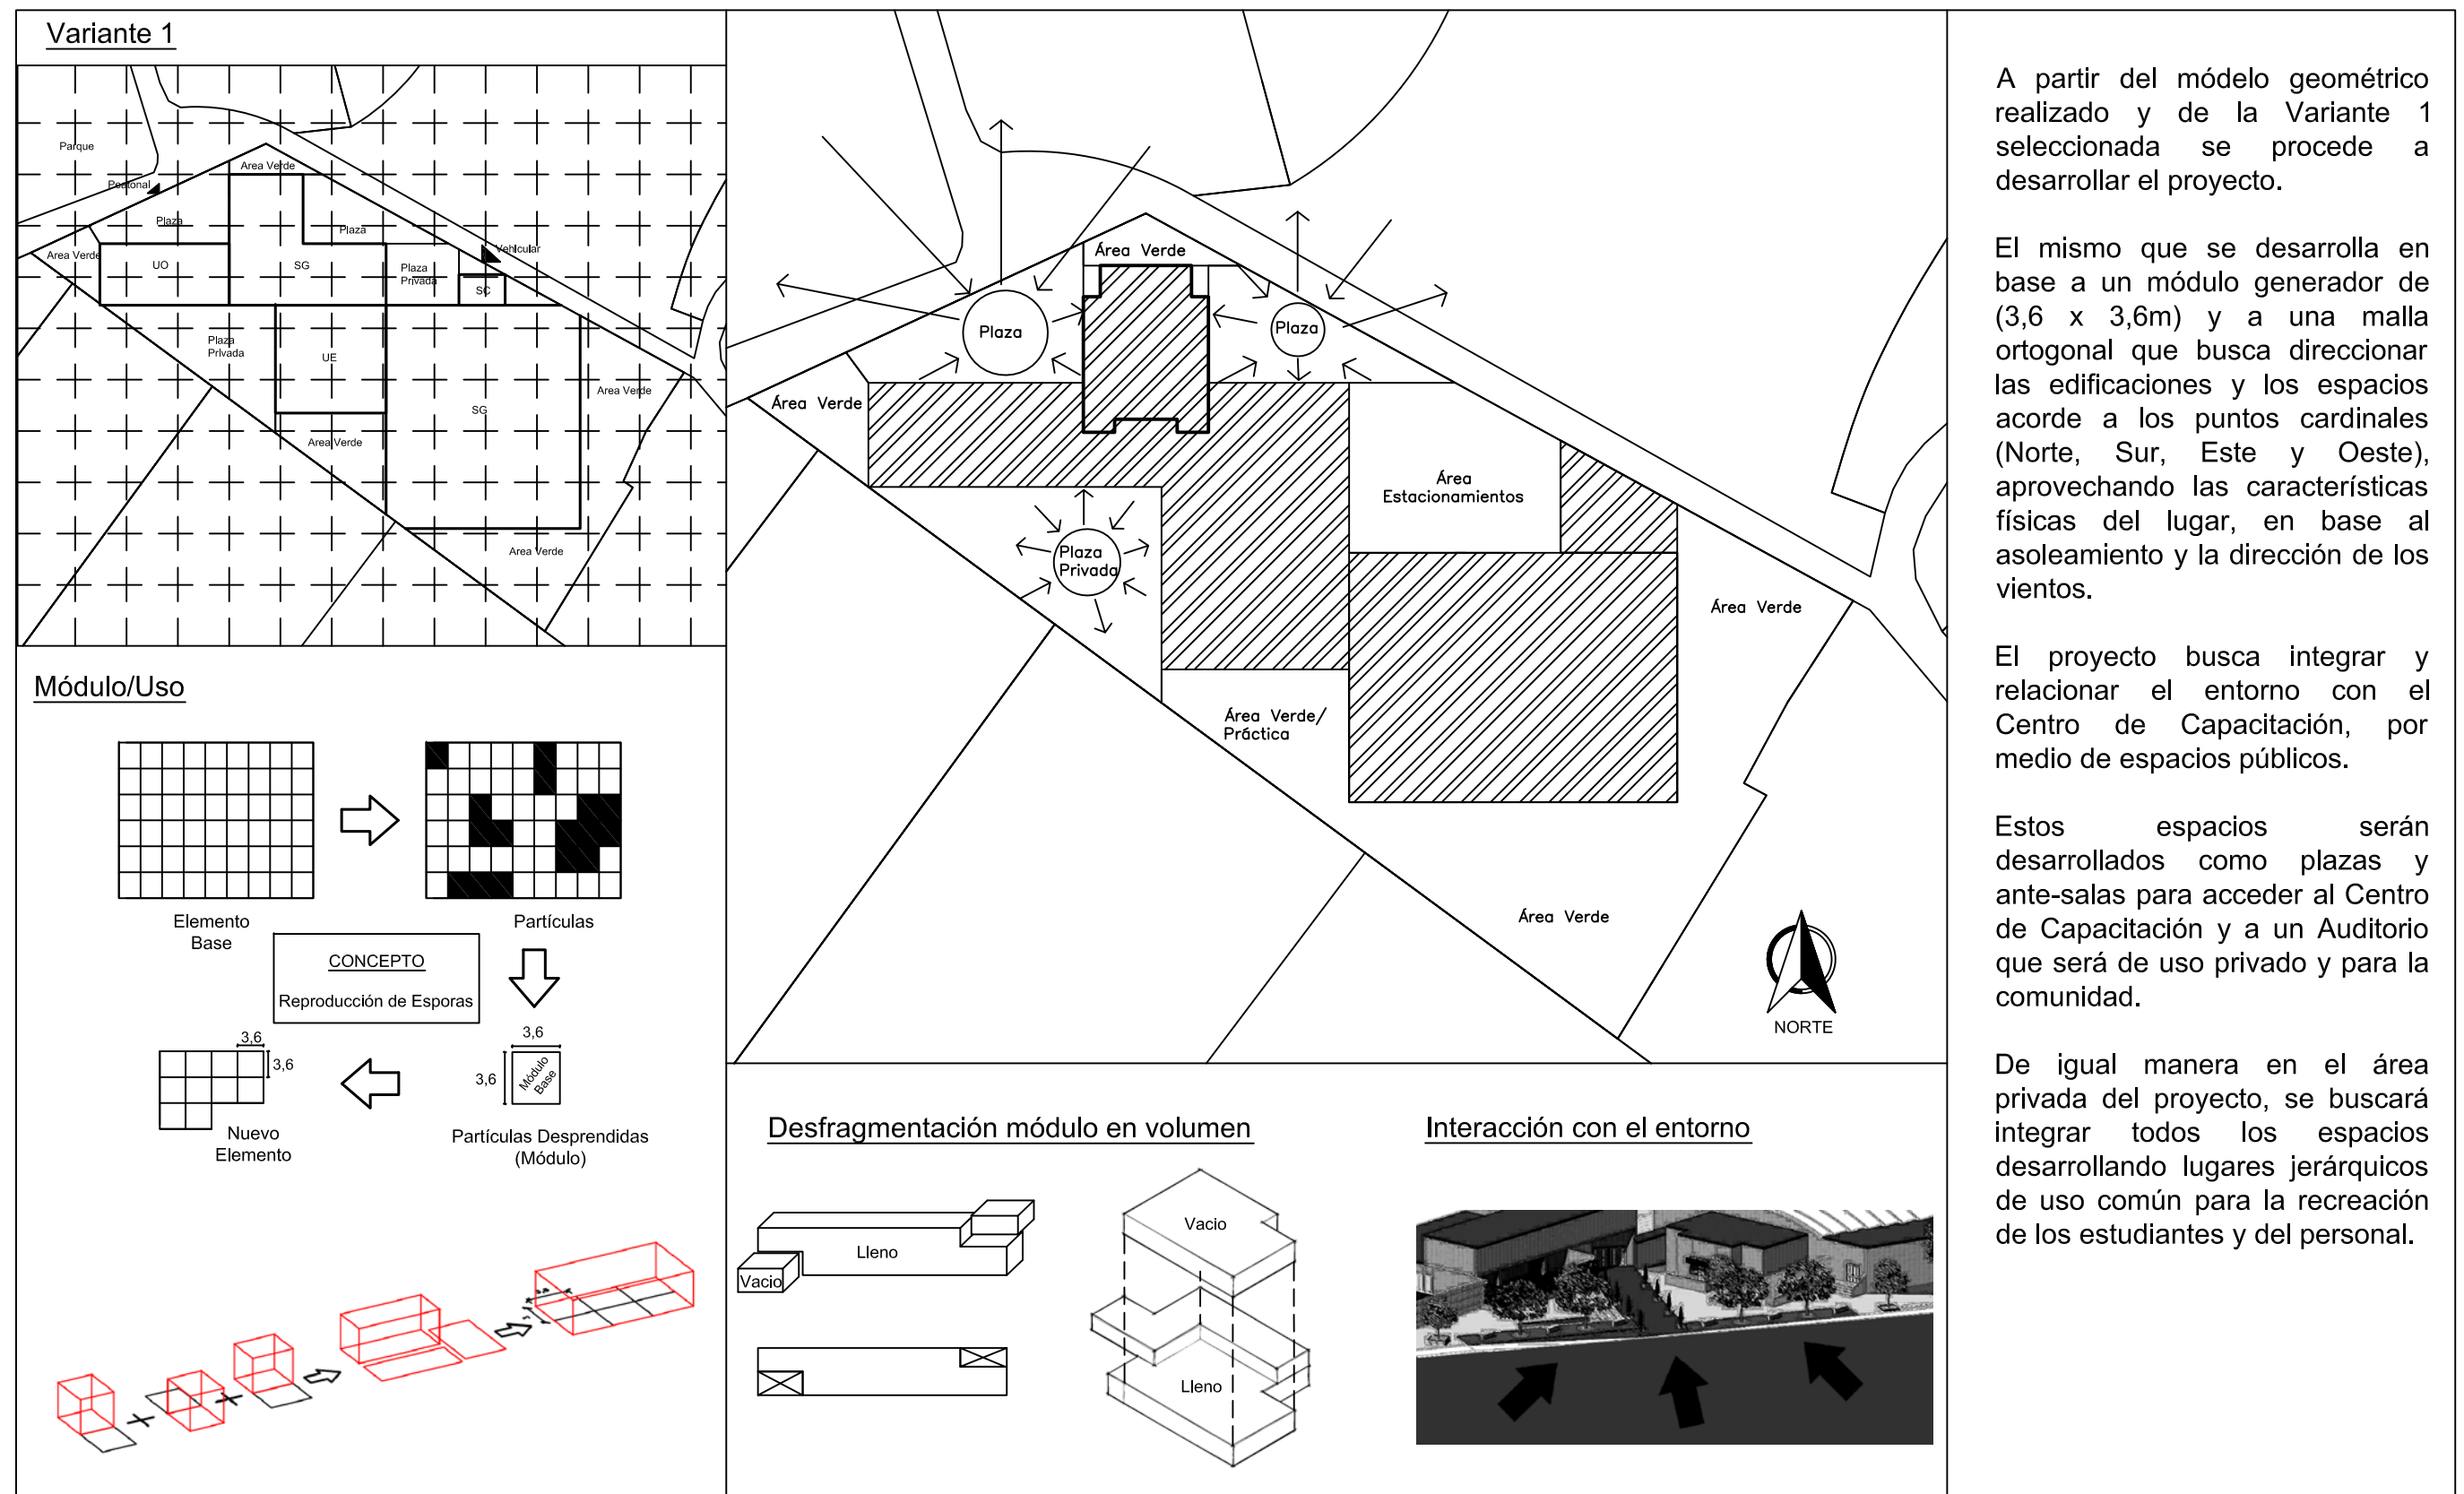 Variante 1
Parque
Area Verde
Peatonal
Plaza
Plaza
Vehicular
Area Verde
UO
SG
Plaza
Privada
SC
Plaza
Privada
UE
Area Verde
SG
Area Verde
Area Verde
Módulo/Uso
Elemento
Base
Partículas
CONCEPTO
Reproducción de Esporas
3,6
3,6
Nuevo
Elemento
3,6
3,6
Módulo
Base
Partículas Desprendidas
(Módulo)
Área Verde
Plaza
Plaza
Área Verde
Área
Estacionamientos
Plaza
Privada
Área Verde
Área Verde/
Práctica
Área Verde
NORTE
Desfragmentación módulo en volumen
Lleno
Vacio
Vacio
Lleno
Interacción con el entorno
A partir del módelo geométrico
realizado y de la Variante 1
seleccionada se procede a
desarrollar el proyecto.
El mismo que se desarrolla en
base a un módulo generador de
(3,6 x 3,6m) y a una malla
ortogonal que busca direccionar
las edificaciones y los espacios
acorde a los puntos cardinales
(Norte, Sur, Este y Oeste),
aprovechando las características
físicas del lugar, en base al
asoleamiento y la dirección de los
vientos.
El proyecto busca integrar y
relacionar el entorno con el
Centro de Capacitación, por
medio de espacios públicos.
Estos espacios serán
desarrollados como plazas y
ante-salas para acceder al Centro
de Capacitación y a un Auditorio
que será de uso privado y para la
comunidad.
De igual manera en el área
privada del proyecto, se buscará
integrar todos los espacios
desarrollando lugares jerárquicos
de uso común para la recreación
de los estudiantes y del personal.